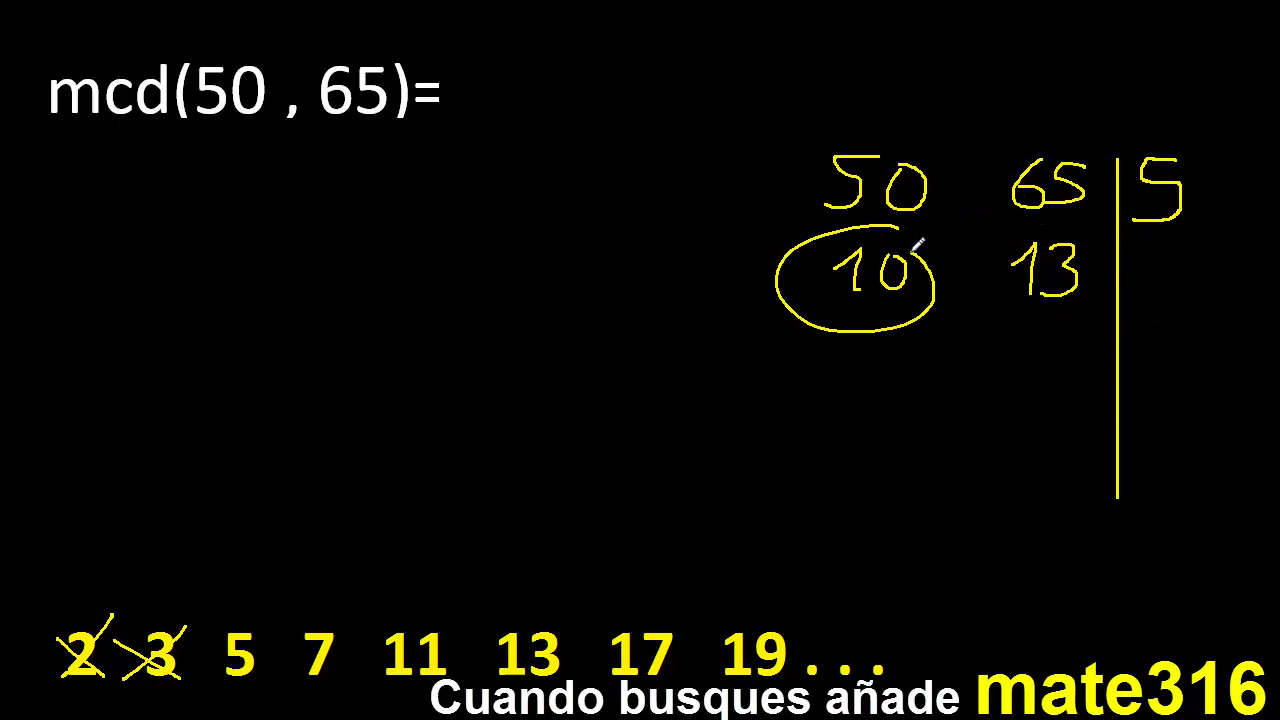 mcd(50 , 65)=
50 65 5
10 13
2 3 5 7 11 13 17 19 . . .
Cuando busques añade mate316